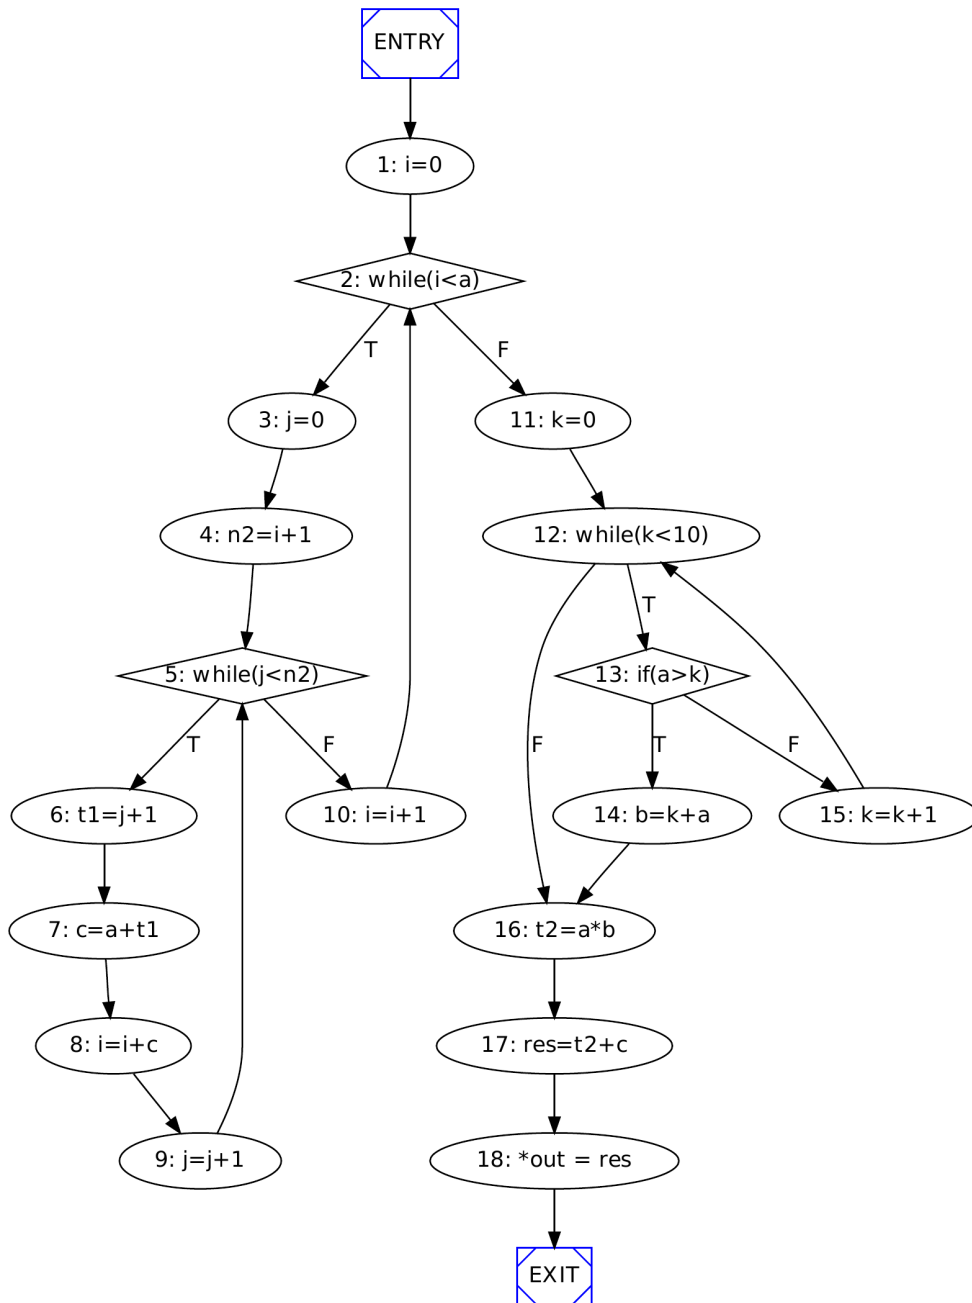 ENTRY
1: i=0
2: while(i<a)
T
F
3: j=0
11: k=0
4: n2=i+1
12: while(k<10)
T
5: while(j<n2)
13: if(a>k)
T
F
F
T
F
6: t1=j+1
10: i=i+1
14: b=k+a
15: k=k+1
7: c=a+t1
16: t2=a*b
8: i=i+c
17: res=t2+c
9: j=j+1
18: *out = res
EXIT